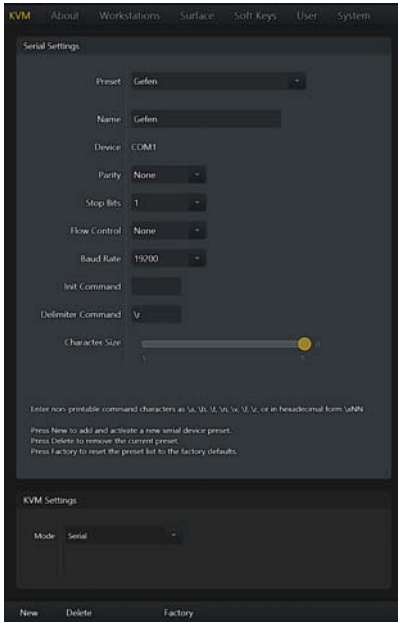 KVM About Workstations Surface Soft Keys User System
Serial Settings
Preset Gefen
Name Gefen
Device COM1
Parity None
Stop Bits 1
Flow Control None
Baud Rate 19200
Init Command
Delimiter Command \r
Character Size 8
Enter non-printable command characters as \a, \b, \t, \n, \v, \f, \r, or in hexadecimal form \xNN
Press New to add and activate a new serial device preset.
Press Delete to remove the current preset.
Press Factory to reset the preset list to the factory defaults.
KVM Settings
Mode Serial
New Delete Factory